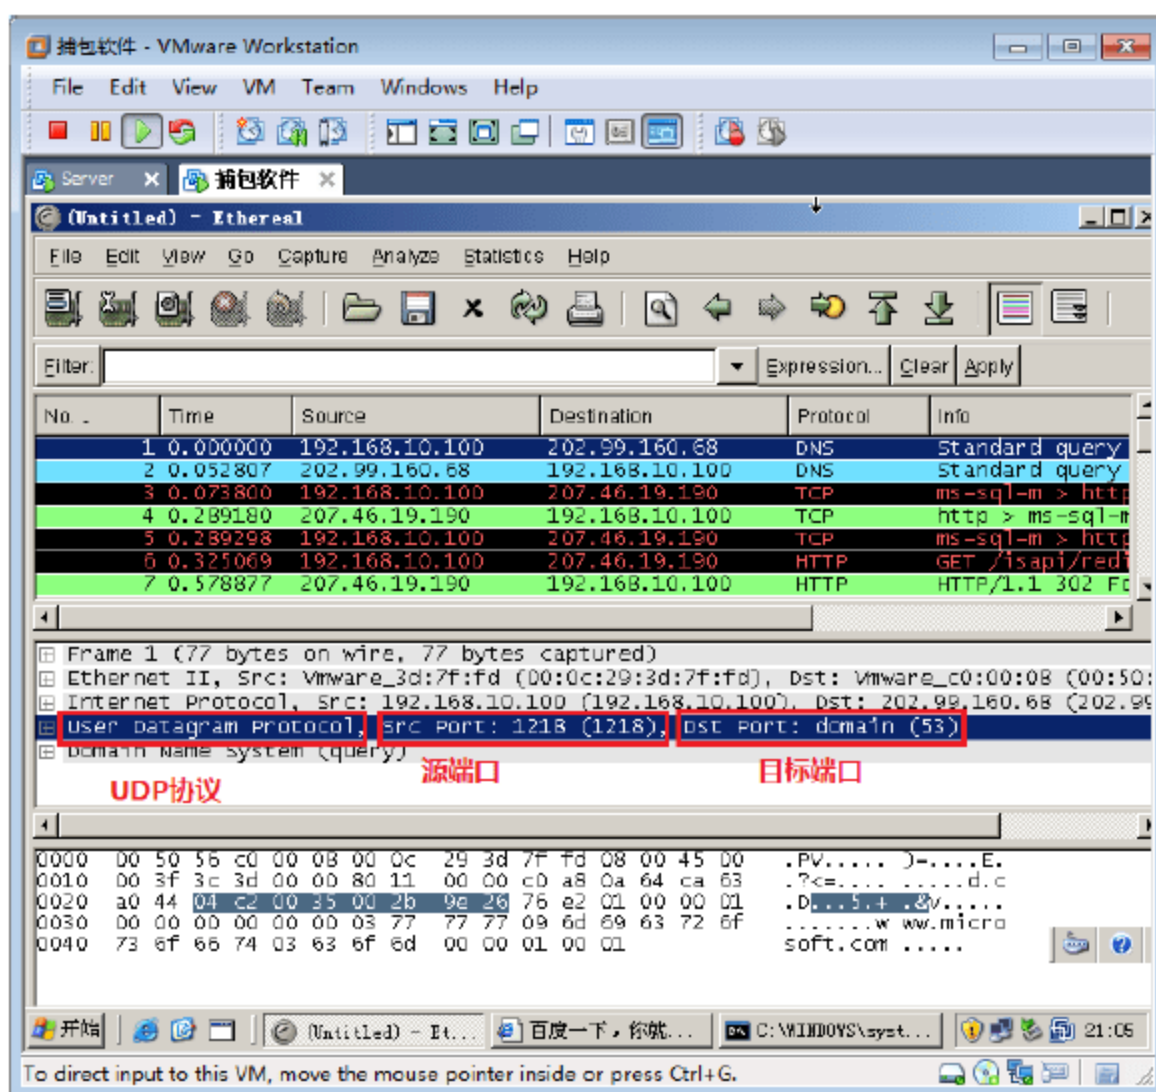 捕包软件 - VMware Workstation
File Edit View VM Team Windows Help
Server 捕包软件
(Untitled) - Ethereal
File Edit View Go Capture Analyze Statistics Help
Filter: Expression... Clear Apply
No. . Time Source Destination Protocol Info
1 0.000000 192.168.10.100 202.99.160.68 DNS Standard query
2 0.052807 202.99.160.68 192.168.10.100 DNS Standard query
3 0.073800 192.168.10.100 207.46.19.190 TCP ms-sql-m > http
4 0.289180 207.46.19.190 192.168.10.100 TCP http > ms-sql-m
5 0.289298 192.168.10.100 207.46.19.190 TCP ms-sql-m > http
6 0.325069 192.168.10.100 207.46.19.190 HTTP GET /isapi/redi
7 0.578877 207.46.19.190 192.168.10.100 HTTP HTTP/1.1 302 Fo
Frame 1 (77 bytes on wire, 77 bytes captured)
Ethernet II, Src: Vmware_3d:7f:fd (00:0c:29:3d:7f:fd), Dst: Vmware_c0:00:08 (00:50:
Internet Protocol, Src: 192.168.10.100 (192.168.10.100), Dst: 202.99.160.68 (202.99
User Datagram Protocol, Src Port: 1218 (1218), Dst Port: domain (53)
Domain Name System (query)
UDP协议 源端口 目标端口
0000 00 50 56 c0 00 08 00 0c 29 3d 7f fd 08 00 45 00 .PV..... )=....E.
0010 00 3f 3c 3d 00 00 80 11 00 00 c0 a8 0a 64 ca 63 .?<=.... .....d.c
0020 a0 44 04 c2 00 35 00 2b 9e 26 76 e2 01 00 00 01 .D...5.+ .&v.....
0030 00 00 00 00 00 00 03 77 77 77 09 6d 69 63 72 6f .......w ww.micro
0040 73 6f 66 74 03 63 6f 6d 00 00 01 00 01 soft.com .....
开始 (Untitled) - Et... 百度一下，你就... C:\WINDOWS\syst... 21:05
To direct input to this VM, move the mouse pointer inside or press Ctrl+G.